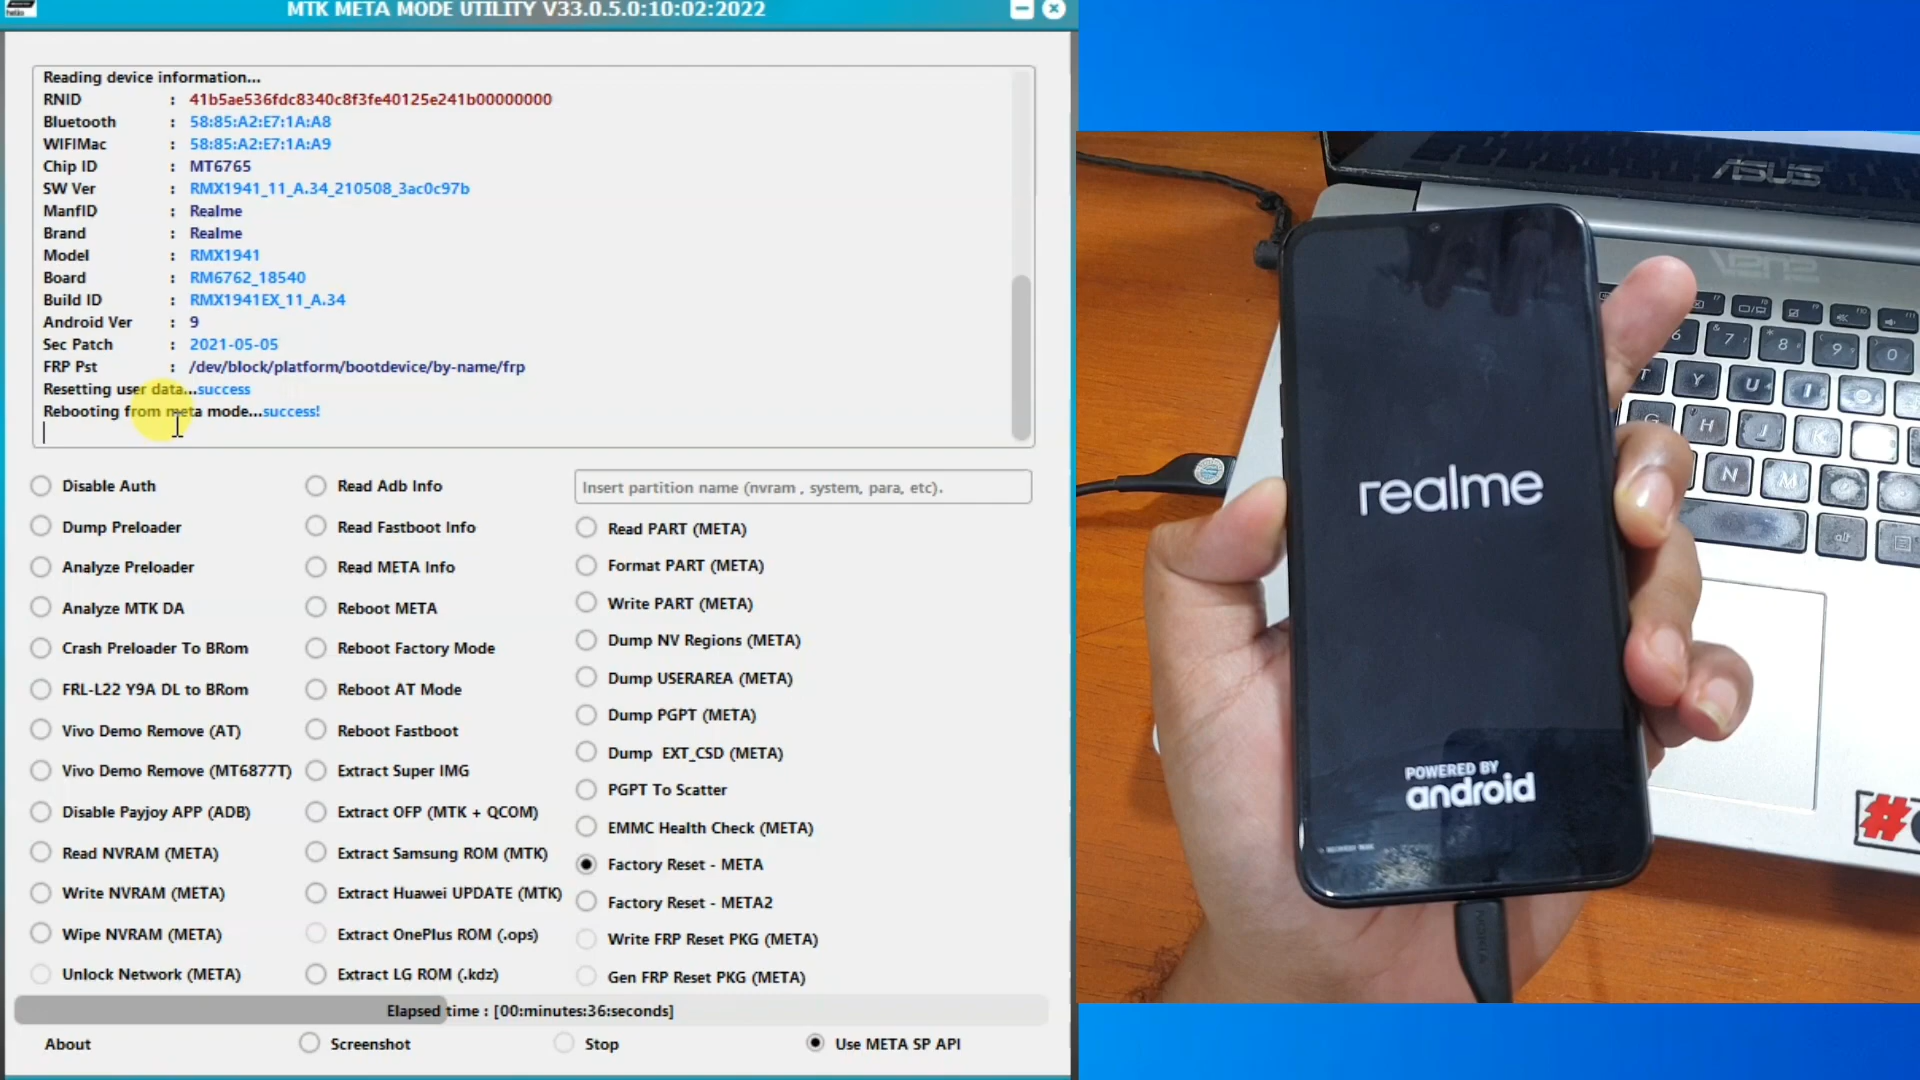 MTK META MODE UTILITY V33.0.5.0:10:02:2022
Reading device information...
RNID : 41b5ae536fdc8340c8f3fe40125e241b00000000
Bluetooth : 58:85:A2:E7:1A:A8
WIFIMac : 58:85:A2:E7:1A:A9
Chip ID : MT6765
SW Ver : RMX1941_11_A.34_210508_3ac0c97b
ManfID : Realme
Brand : Realme
Model : RMX1941
Board : RM6762_18540
Build ID : RMX1941EX_11_A.34
Android Ver : 9
Sec Patch : 2021-05-05
FRP Pst : /dev/block/platform/bootdevice/by-name/frp
Resetting user data...success
Rebooting from meta mode...success!
Disable Auth
Dump Preloader
Analyze Preloader
Analyze MTK DA
Crash Preloader To BRom
FRL-L22 Y9A DL to BRom
Vivo Demo Remove (AT)
Vivo Demo Remove (MT6877T)
Disable Payjoy APP (ADB)
Read NVRAM (META)
Write NVRAM (META)
Wipe NVRAM (META)
Unlock Network (META)
Read Adb Info
Read Fastboot Info
Read META Info
Reboot META
Reboot Factory Mode
Reboot AT Mode
Reboot Fastboot
Extract Super IMG
Extract OFP (MTK + QCOM)
Extract Samsung ROM (MTK)
Extract Huawei UPDATE (MTK)
Extract OnePlus ROM (.ops)
Extract LG ROM (.kdz)
Insert partition name (nvram , system, para, etc).
Read PART (META)
Format PART (META)
Write PART (META)
Dump NV Regions (META)
Dump USERAREA (META)
Dump PGPT (META)
Dump EXT_CSD (META)
PGPT To Scatter
EMMC Health Check (META)
Factory Reset - META
Factory Reset - META2
Write FRP Reset PKG (META)
Gen FRP Reset PKG (META)
Elapsed time : [00:minutes:36:seconds]
About
Screenshot
Stop
Use META SP API
ASUS
realme
POWERED BY
android
NOKIA
6 7 8 9 0
T Y U I O
G H J K
N M
alt